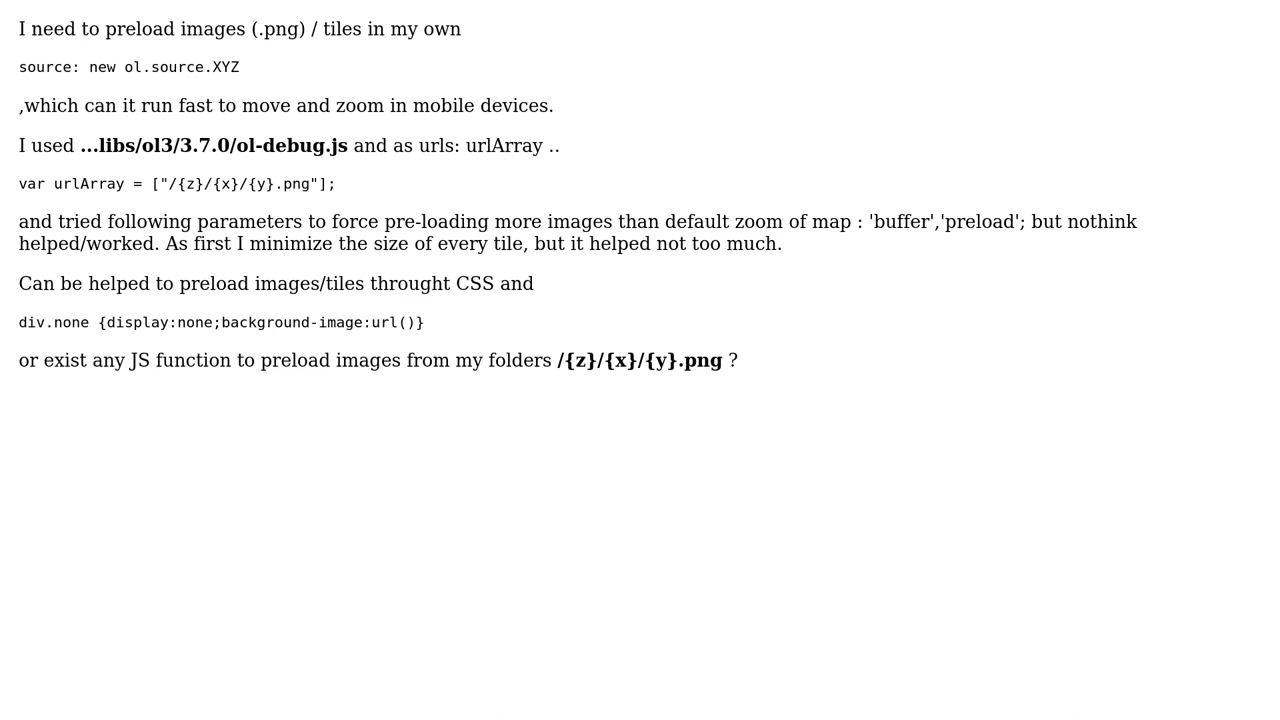 I need to preload images (.png) / tiles in my own
source: new ol.source.XYZ
,which can it run fast to move and zoom in mobile devices.
I used ...libs/ol3/3.7.0/ol-debug.js and as urls: urlArray ..
var urlArray = ["/{z}/{x}/{y}.png"];
and tried following parameters to force pre-loading more images than default zoom of map : 'buffer','preload'; but nothink
helped/worked. As first I minimize the size of every tile, but it helped not too much.
Can be helped to preload images/tiles throught CSS and
div.none {display:none;background-image:url()}
or exist any JS function to preload images from my folders /{z}/{x}/{y}.png ?